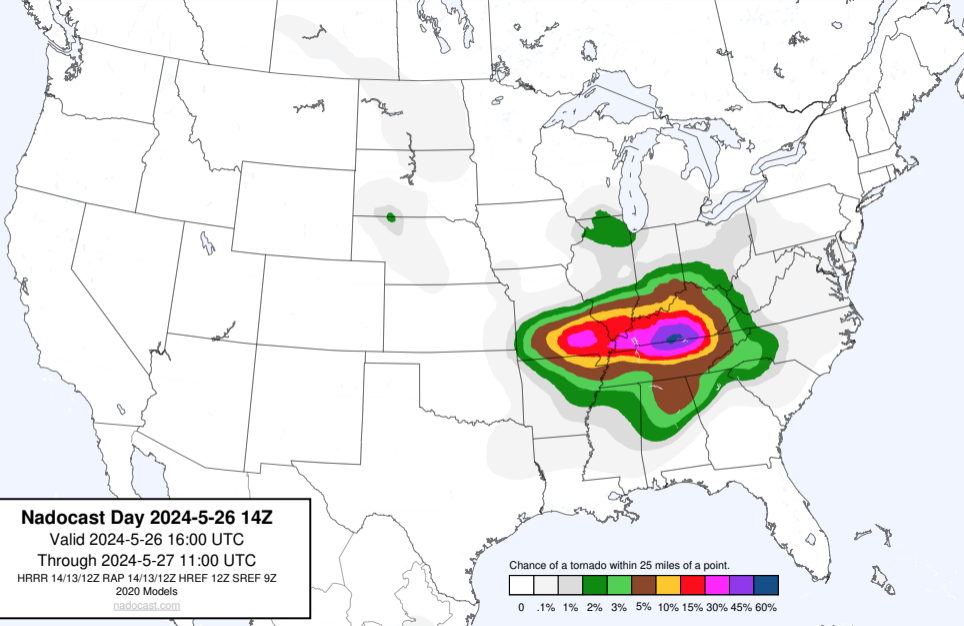 Nadocast Day 2024-5-26 14Z
Valid 2024-5-26 16:00 UTC
Through 2024-5-27 11:00 UTC
HRRR 14/13/12Z RAP 14/13/12Z HREF 12Z SREF 9Z
2020 Models
nadocast.com
Chance of a tornado within 25 miles of a point.
0 .1% 1% 2% 3% 5% 10% 15% 30% 45% 60%